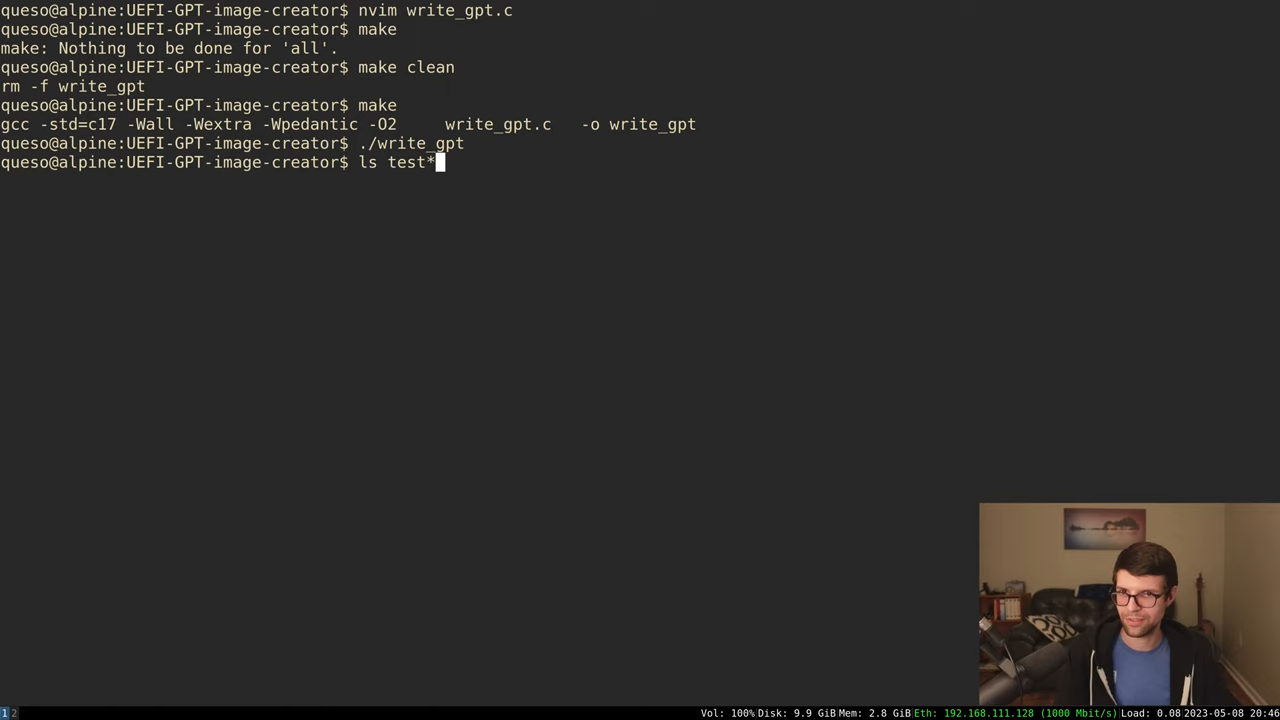 queso@alpine:UEFI-GPT-image-creator$ nvim write_gpt.c
queso@alpine:UEFI-GPT-image-creator$ make
make: Nothing to be done for 'all'.
queso@alpine:UEFI-GPT-image-creator$ make clean
rm -f write_gpt
queso@alpine:UEFI-GPT-image-creator$ make
gcc -std=c17 -Wall -Wextra -Wpedantic -O2     write_gpt.c   -o write_gpt
queso@alpine:UEFI-GPT-image-creator$ ./write_gpt
queso@alpine:UEFI-GPT-image-creator$ ls test*
1 2 Vol: 100% Disk: 9.9 GiB Mem: 2.8 GiB Eth: 192.168.111.128 (1000 Mbit/s) Load: 0.08 2023-05-08 20:46